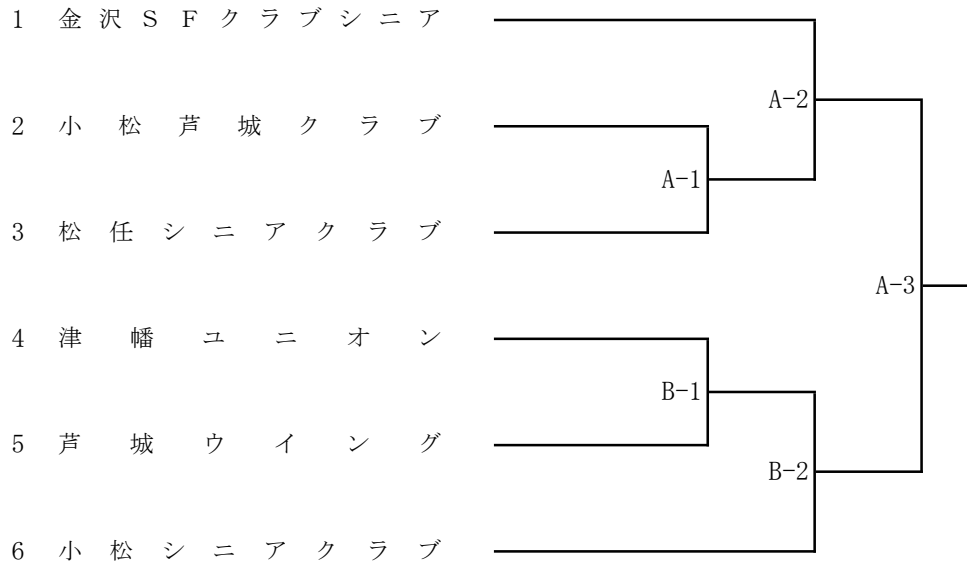 1 金沢ＳＦクラブシニア
A-2
2 小松芦城クラブ
A-1
3 松任シニアクラブ
A-3
4 津幡ユニオン
B-1
5 芦城ウイング
B-2
6 小松シニアクラブ